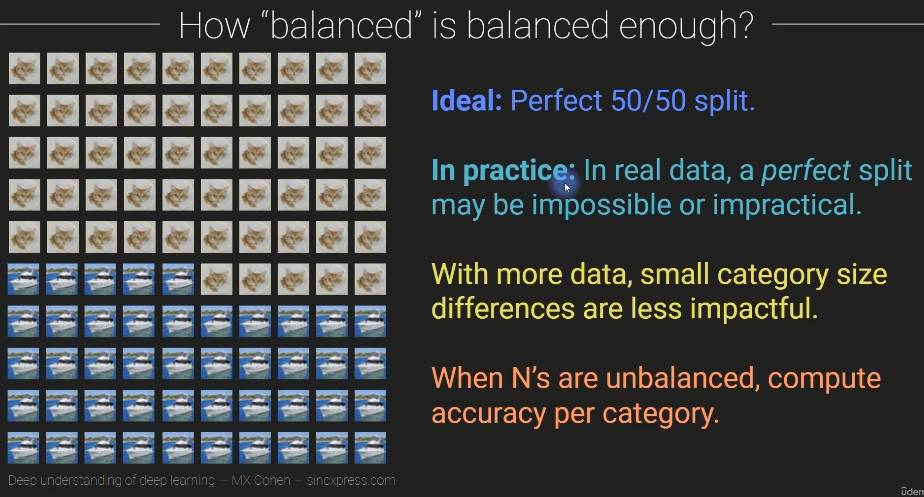 How “balanced” is balanced enough?
Ideal: Perfect 50/50 split.
In practice: In real data, a perfect split
may be impossible or impractical.
With more data, small category size
differences are less impactful.
When N’s are unbalanced, compute
accuracy per category.
Deep understanding of deep learning – MX Cohen – sincxpress.com